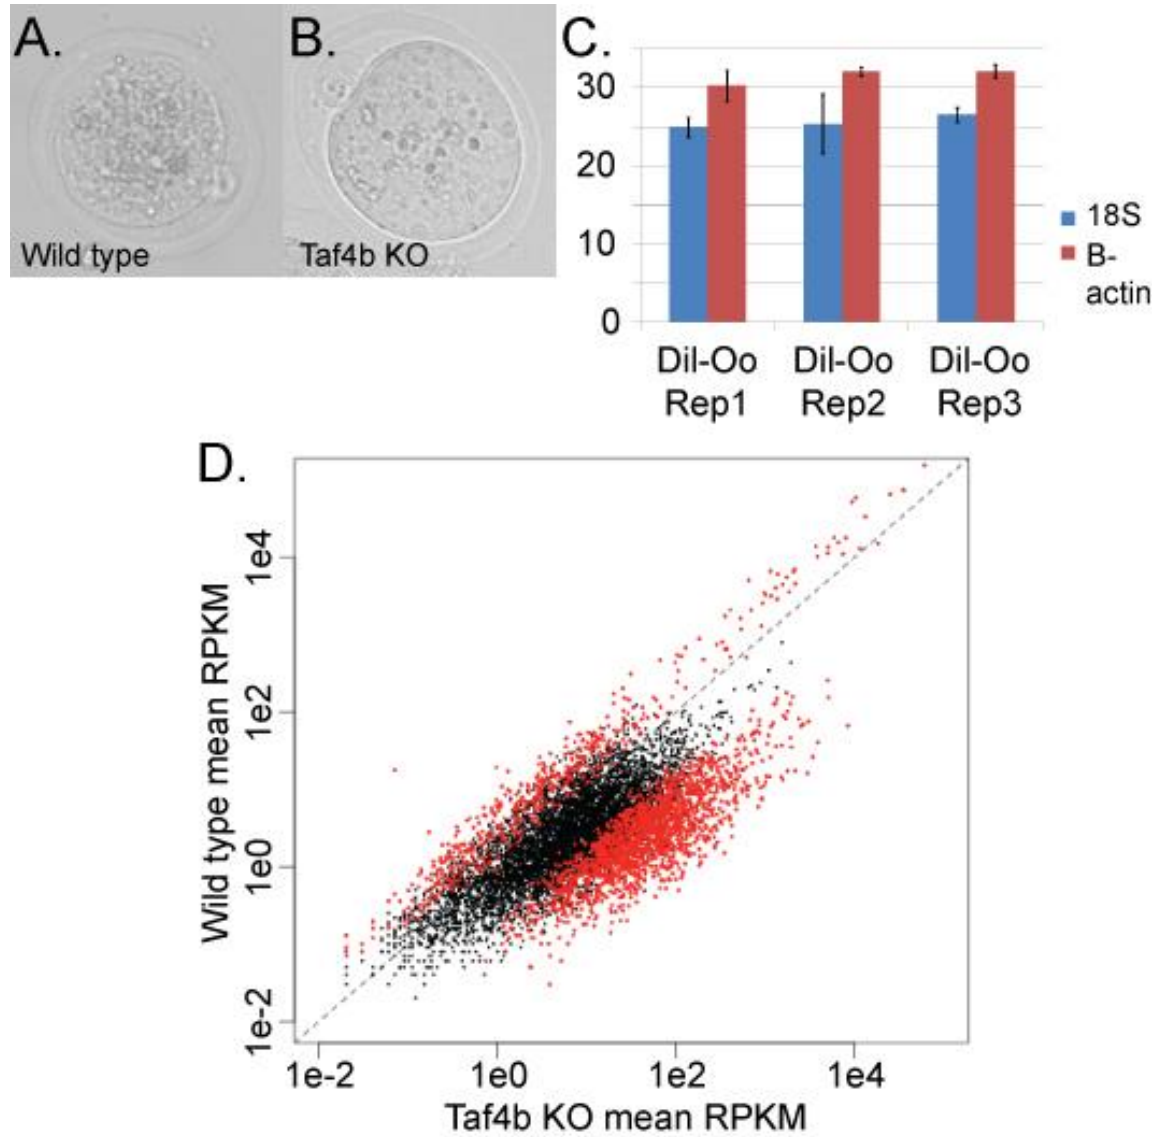 A.
Wild type
B.
Taf4b KO
C.
30
20
10
0
Dil-Oo
Rep1
Dil-Oo
Rep2
Dil-Oo
Rep3
18S
B-
actin
D.
Wild type mean RPKM
1e4
1e2
1e0
1e-2
1e-2
1e0
1e2
1e4
Taf4b KO mean RPKM